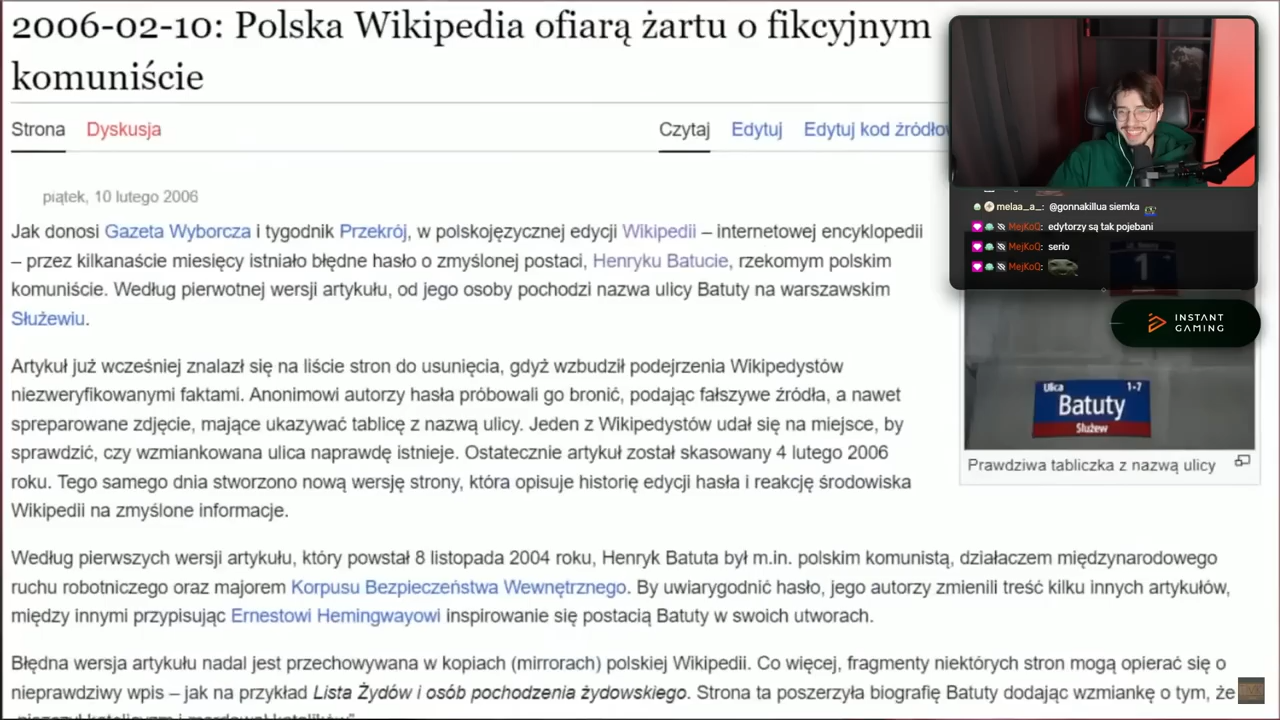 2006-02-10: Polska Wikipedia ofiarą żartu o fikcyjnym
komuniście
Strona Dyskusja Czytaj Edytuj Edytuj kod źródłow
piątek, 10 lutego 2006
Jak donosi Gazeta Wyborcza i tygodnik Przekrój, w polskojęzycznej edycji Wikipedii – internetowej encyklopedii
– przez kilkanaście miesięcy istniało błędne hasło o zmyślonej postaci, Henryku Batucie, rzekomym polskim
komuniście. Według pierwotnej wersji artykułu, od jego osoby pochodzi nazwa ulicy Batuty na warszawskim
Służewiu.
Artykuł już wcześniej znalazł się na liście stron do usunięcia, gdyż wzbudził podejrzenia Wikipedystów
niezweryfikowanymi faktami. Anonimowi autorzy hasła próbowali go bronić, podając fałszywe źródła, a nawet
spreparowane zdjęcie, mające ukazywać tablicę z nazwą ulicy. Jeden z Wikipedystów udał się na miejsce, by
sprawdzić, czy wzmiankowana ulica naprawdę istnieje. Ostatecznie artykuł został skasowany 4 lutego 2006
roku. Tego samego dnia stworzono nową wersję strony, która opisuje historię edycji hasła i reakcję środowiska
Wikipedii na zmyślone informacje.
Według pierwszych wersji artykułu, który powstał 8 listopada 2004 roku, Henryk Batuta był m.in. polskim komunistą, działaczem międzynarodowego
ruchu robotniczego oraz majorem Korpusu Bezpieczeństwa Wewnętrznego. By uwiarygodnić hasło, jego autorzy zmienili treść kilku innych artykułów,
między innymi przypisując Ernestowi Hemingwayowi inspirowanie się postacią Batuty w swoich utworach.
Błędna wersja artykułu nadal jest przechowywana w kopiach (mirrorach) polskiej Wikipedii. Co więcej, fragmenty niektórych stron mogą opierać się o
nieprawdziwy wpis – jak na przykład Lista Żydów i osób pochodzenia żydowskiego. Strona ta poszerzyła biografię Batuty dodając wzmiankę o tym, że
melaa_a_: @gonnakillua siemka
MejKoQ: edytorzy są tak pojebani
MejKoQ: serio
MejKoQ:
1
INSTANT
GAMING
Ulica 1-7
Batuty
Służew
Prawdziwa tabliczka z nazwą ulicy